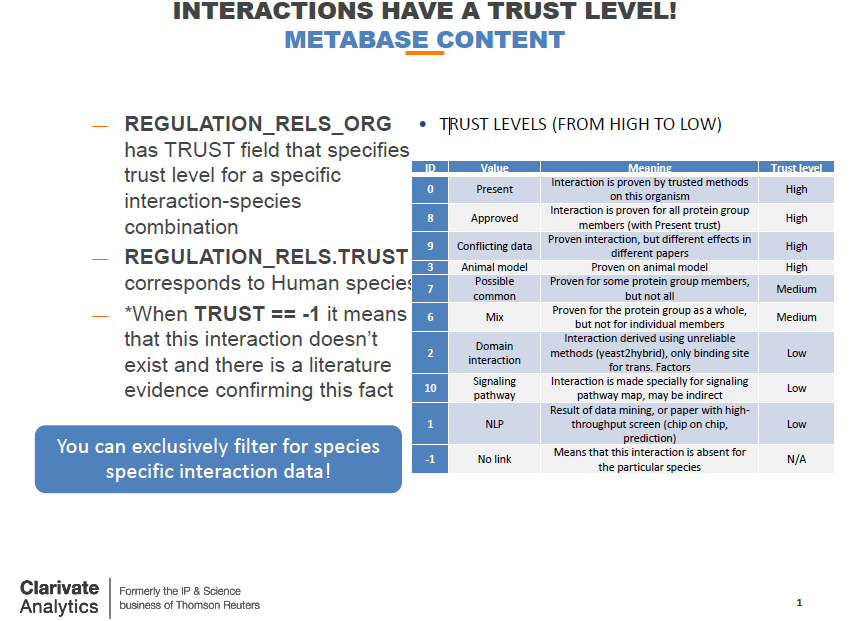 INTERACTIONS HAVE A TRUST LEVEL!
METABASE CONTENT
— REGULATION_RELS_ORG
has TRUST field that specifies
trust level for a specific
interaction-species
combination
— REGULATION_RELS.TRUST
corresponds to Human species
— *When TRUST == -1 it means
that this interaction doesn't
exist and there is a literature
evidence confirming this fact
You can exclusively filter for species
specific interaction data!
• TRUST LEVELS (FROM HIGH TO LOW)
ID Value Meaning Trust level
0 Present Interaction is proven by trusted methods
on this organism High
8 Approved Interaction is proven for all protein group
members (with Present trust) High
9 Conflicting data Proven interaction, but different effects in
different papers High
3 Animal model Proven on animal model High
7 Possible
common Proven for some protein group members,
but not all Medium
6 Mix Proven for the protein group as a whole,
but not for individual members Medium
2 Domain
interaction Interaction derived using unreliable
methods (yeast2hybrid), only binding site
for trans. Factors Low
10 Signaling
pathway Interaction is made specially for signaling
pathway map, may be indirect Low
1 NLP Result of data mining, or paper with high-
throughput screen (chip on chip,
prediction) Low
-1 No link Means that this interaction is absent for
the particular species N/A
Clarivate
Analytics
Formerly the IP & Science
business of Thomson Reuters
1